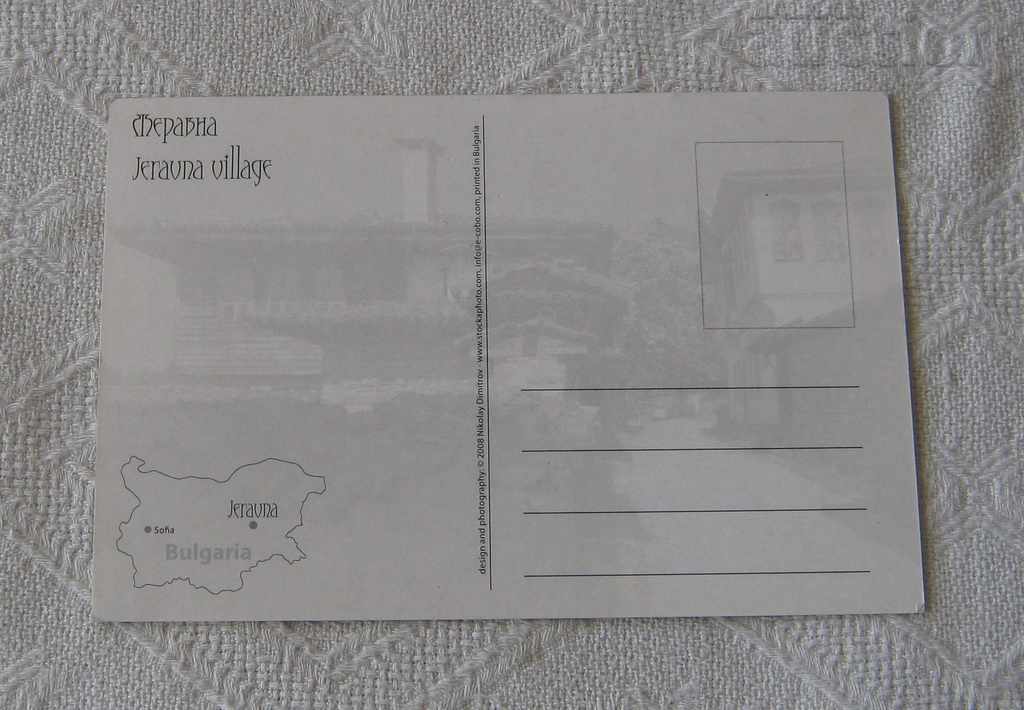 Жеравна
Jeravna village
design and photography: © 2008 Nikolay Dimitrov · www.stockaphoto.com, info@e-cobo.com, printed in Bulgaria
Jeravna
Sofia
Bulgaria